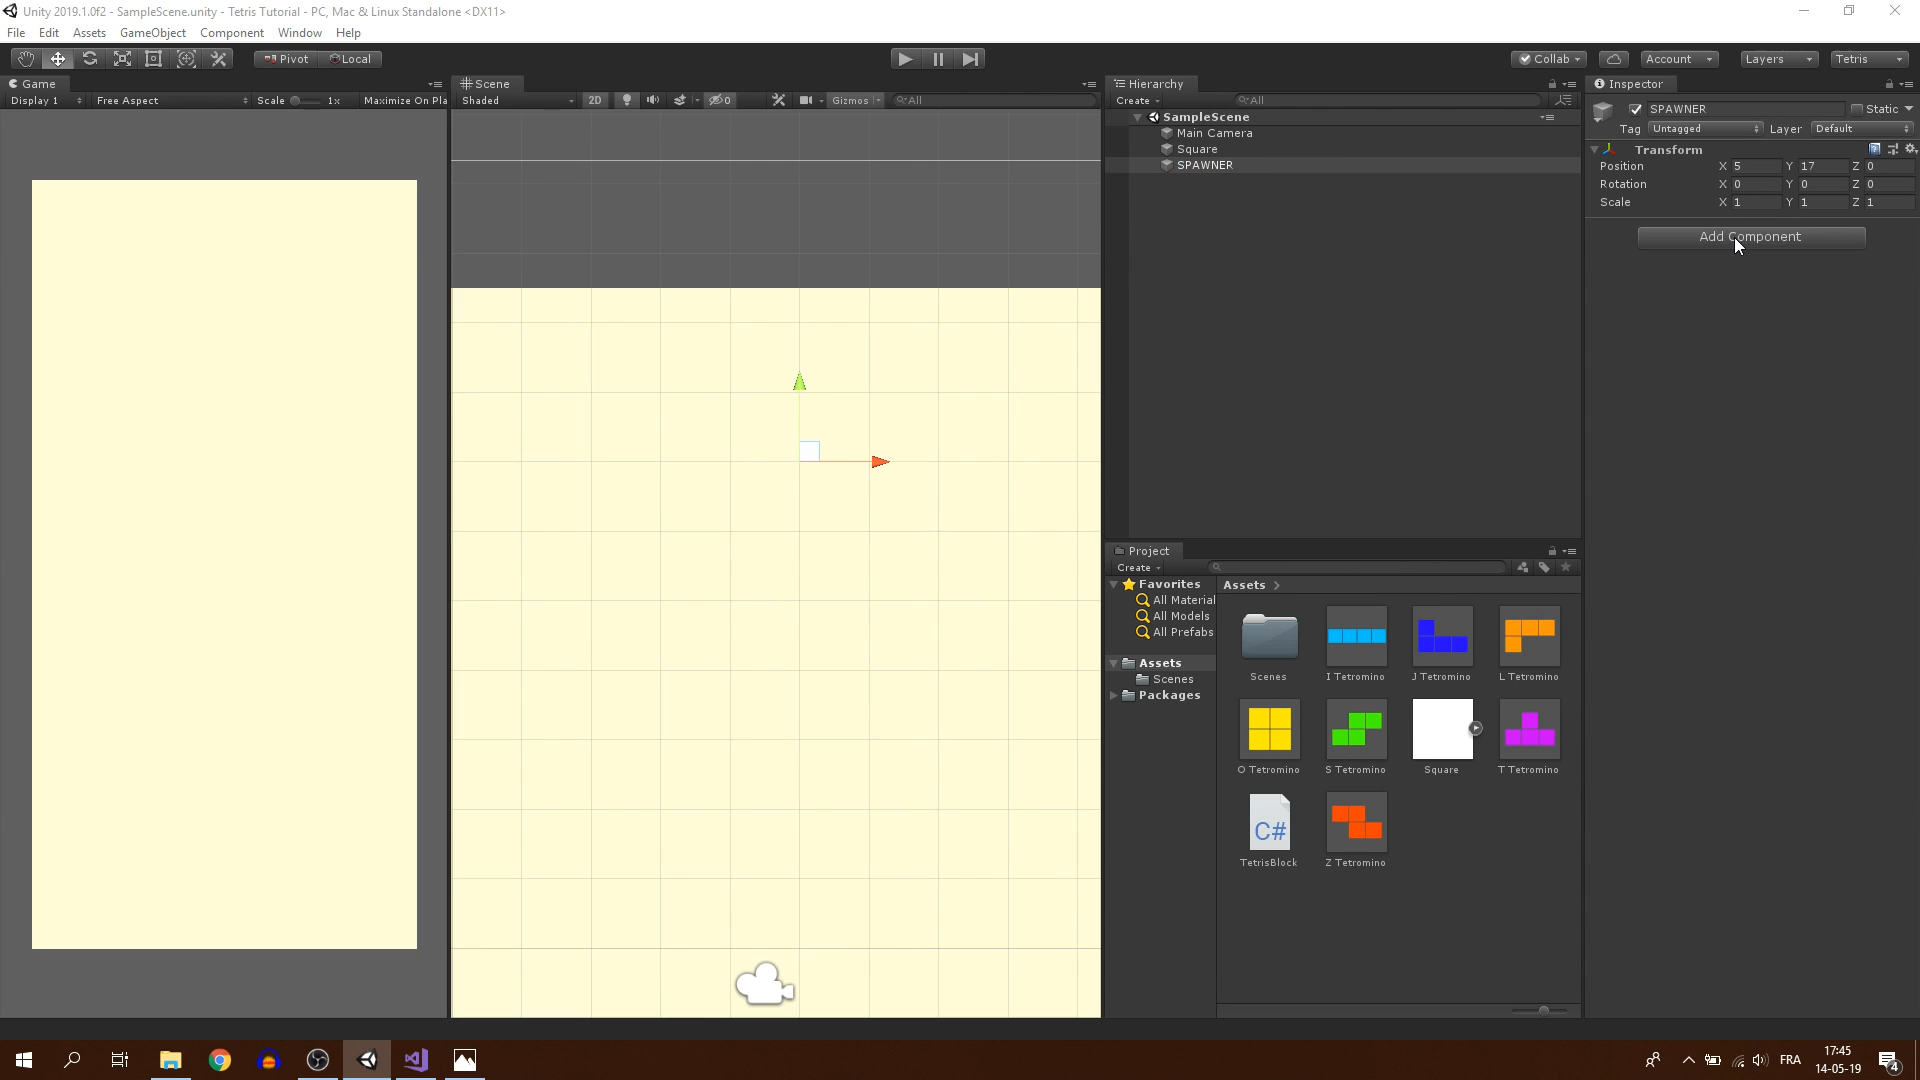 Unity 2019.1.0f2 - SampleScene.unity - Tetris Tutorial - PC, Mac & Linux Standalone <DX11>
File Edit Assets GameObject Component Window Help
Pivot Local Collab Account Layers Tetris
Game
Display 1 Free Aspect Scale 1x Maximize On Pla
Scene
Shaded 2D 0 Gizmos All
Hierarchy
Create All
SampleScene
Main Camera
Square
SPAWNER
Project
Create
Favorites
All Material
All Models
All Prefabs
Assets
Scenes
Packages
Assets
Scenes I Tetromino J Tetromino L Tetromino
O Tetromino S Tetromino Square T Tetromino
C#
TetrisBlock Z Tetromino
Inspector
SPAWNER Static
Tag Untagged Layer Default
Transform
Position X 5 Y 17 Z 0
Rotation X 0 Y 0 Z 0
Scale X 1 Y 1 Z 1
Add Component
FRA
17:45
14-05-19
4